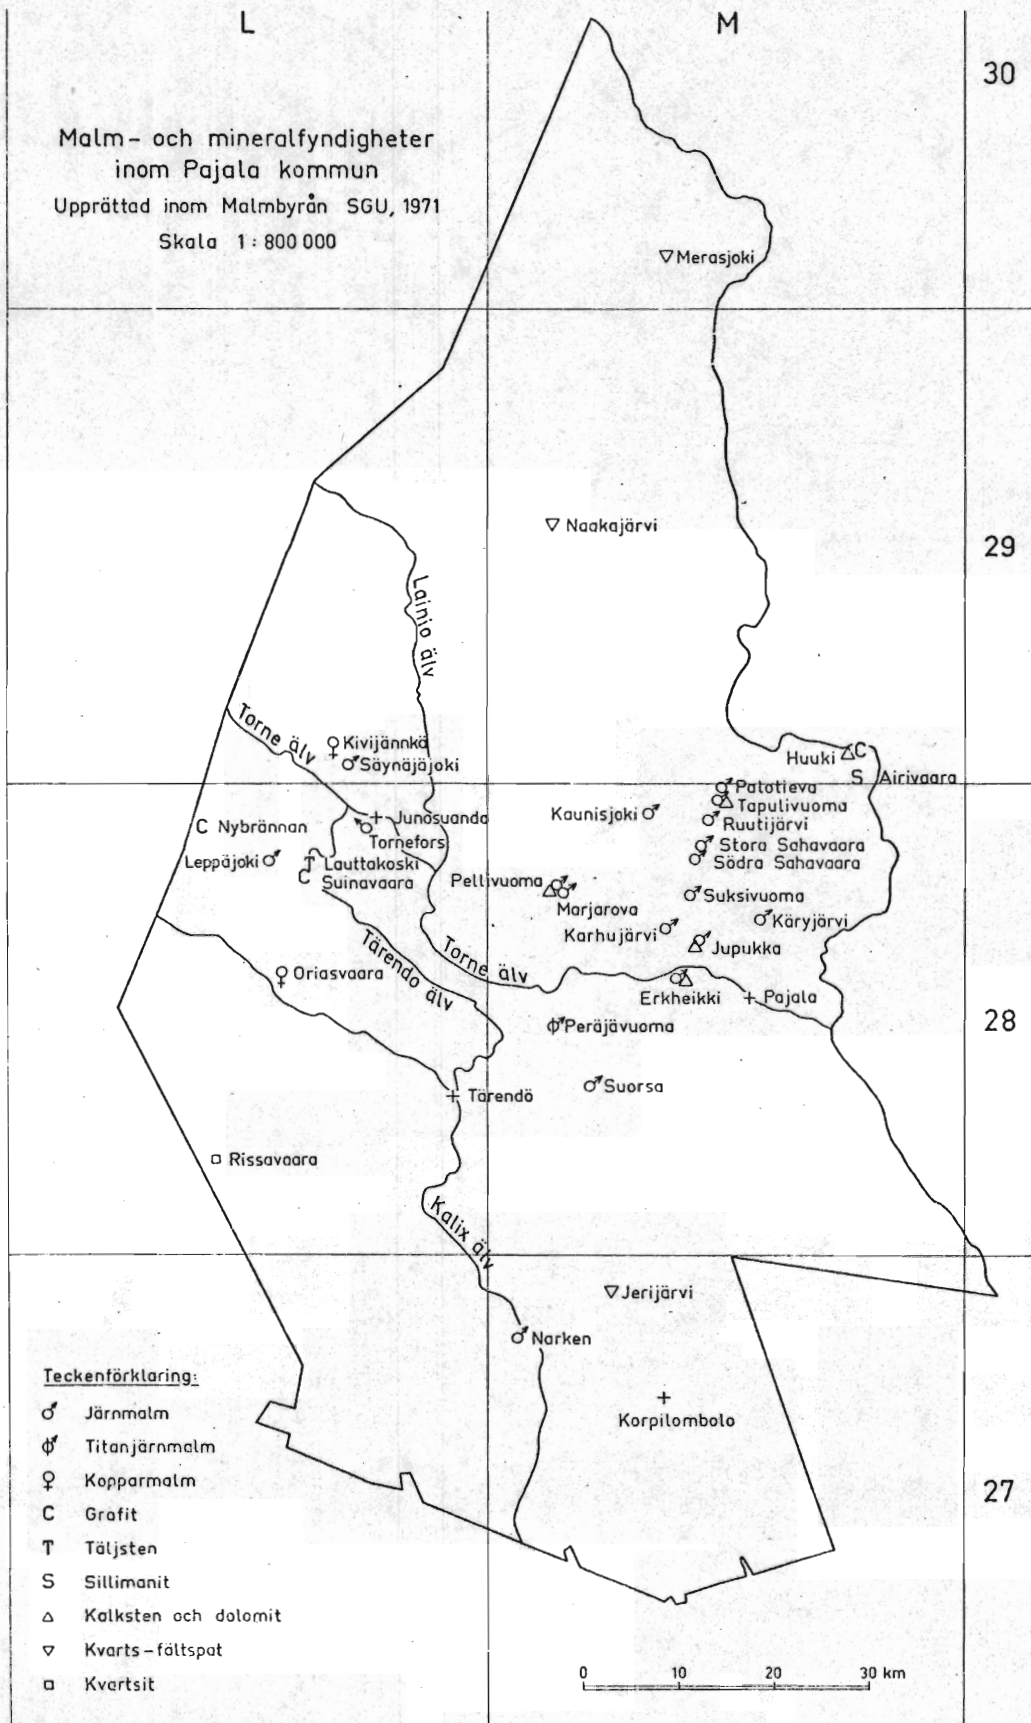 L
M
30
Malm- och mineralfyndigheter
inom Pajala kommun
Upprättad inom Malmbyrån SGU, 1971
Skala 1:800 000
▽ Merasjoki
▽ Naakajärvi
29
Lainio älv
Torne älv
♀ Kivijännkä
♂ Säynäjäjoki
Huuki △ C
S Airivaara
♂ Palotieva
♂ △ Tapulivuoma
Kaunisjoki ♂
♂ Ruutijärvi
+ Junosuando
C Nybrännan
♂ Tornefors
♂ Stora Sahavaara
♂ Södra Sahavaara
Leppäjoki ♂
T Lauttakoski
C Suinavaara
Pellivuoma
Marjarova
♂ Suksivuoma
♂ Käryjärvi
Karhujärvi ♂
Jupukka
Tärendö älv
Torne älv
♀ Oriasvaara
Erkheikki
+ Pajala
Peräjävuoma
28
♂ Suorsa
+ Tärendö
□ Rissavaara
Kalix älv
▽ Jerijärvi
♂ Narken
+
Korpilombolo
27
Teckenförklaring:
♂ Järnmalm
Titanjärnmalm
♀ Kopparmalm
C Grafit
T Täljsten
S Sillimanit
△ Kalksten och dolomit
▽ Kvarts-fältspat
□ Kvartsit
0 10 20 30 km